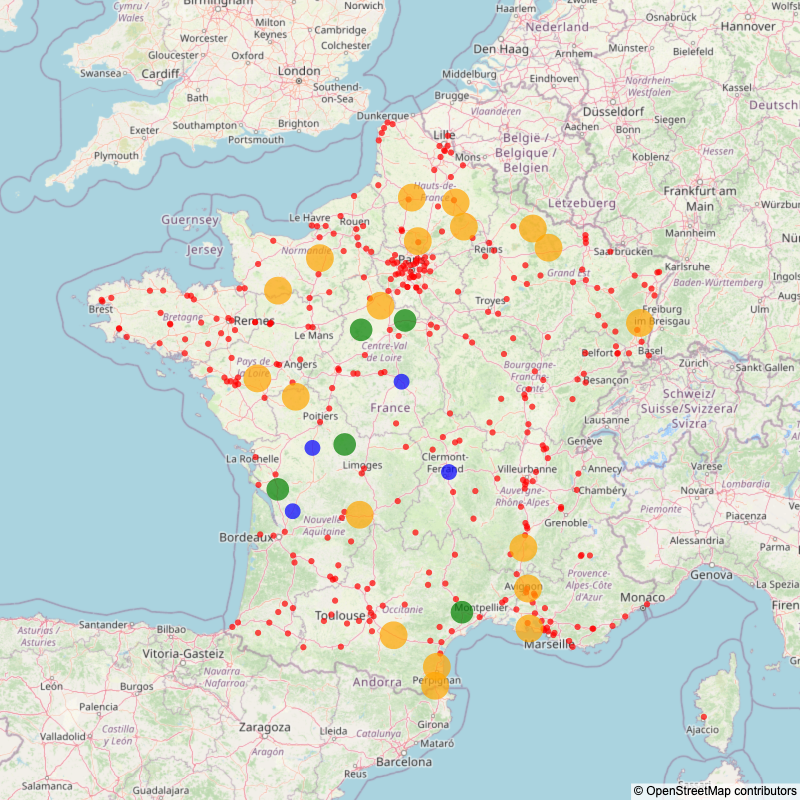 Birmingham
Norwich
Cymru /
Wales
Milton
Keynes
Cambridge
Worcester
Gloucester
Colchester
Oxford
Swansea
Cardiff
London
Southend-
on-Sea
Bath
Southampton
Brighton
Exeter
Portsmouth
Plymouth
Nederland
Den Haag
Arnhem
Middelburg
Eindhoven
Brugge
Vlaanderen
Aachen
België /
Belgique /
Belgien
Dunkerque
Lille
Mons
Osnabrück
Hannover
Münster
Bielefeld
Nordrhein-
Westfalen
Kassel
Düsseldorf
Siegen
Hessen
Koblenz
Frankfurt am
Main
Würzburg
Mannheim
Lëtzebuerg
Saarbrücken
Karlsruhe
Ingolstadt
Ulm
Guernsey
Jersey
Le Havre
Rouen
Hauts-de-
France
Normandie
Reims
Grand Est
Troyes
Brest
Bretagne
Rennes
Le Mans
Centre-Val
de Loire
Angers
Pays de
la Loire
Poitiers
France
Bourgogne-
Franche-
Comté
Besançon
Belfort
Freiburg
im Breisgau
Basel
Zürich
Sankt Gallen
Schweiz/
Suisse/Svizzera/
Svizra
Lausanne
Genève
Annecy
Chambéry
Varese
Lombardia
Novara
Piacenza
Piemonte
Alessandria
Parma
Genova
La Spezia
La Rochelle
Limoges
Clermont-
Ferrand
Villeurbanne
Auvergne-
Rhône-Alpes
Grenoble
Nouvelle
Aquitaine
Bordeaux
Occitanie
Toulouse
Avignon
Provence-
Alpes-Côte
d'Azur
Montpellier
Marseille
Monaco
Perpignan
Ajaccio
Santander
Bilbao
Asturias /
Asturies
Vitoria-Gasteiz
León
Burgos
Navarra
Nafarroa
Palencia
Castilla
y León
Valladolid
Zaragoza
Aragón
Andorra
Lleida
Catalunya
Girona
Mataró
Barcelona
Reus
Salamanca
Guadalajara
© OpenStreetMap contributors